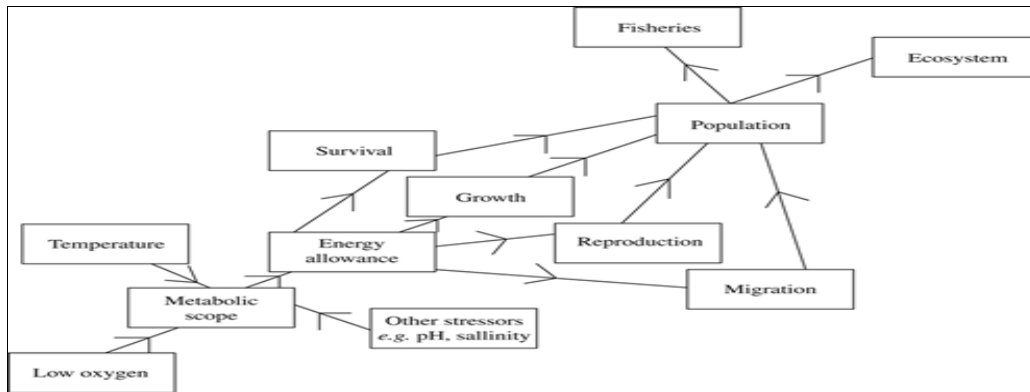 Fisheries
Ecosystem
Population
Survival
Growth
Temperature
Energy
allowance
Reproduction
Metabolic
scope
Migration
Other stressors
e.g. pH, sallinity
Low oxygen